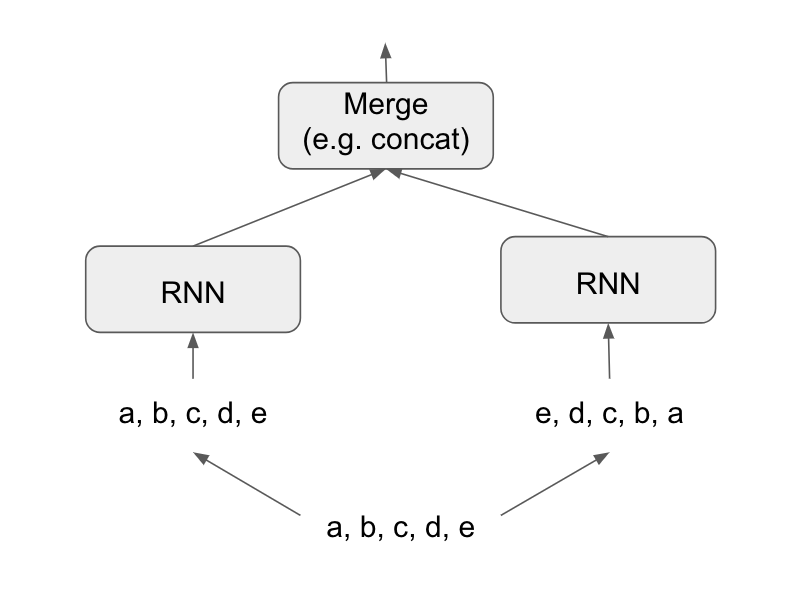 Merge
(e.g. concat)
RNN
RNN
a, b, c, d, e
e, d, c, b, a
a, b, c, d, e